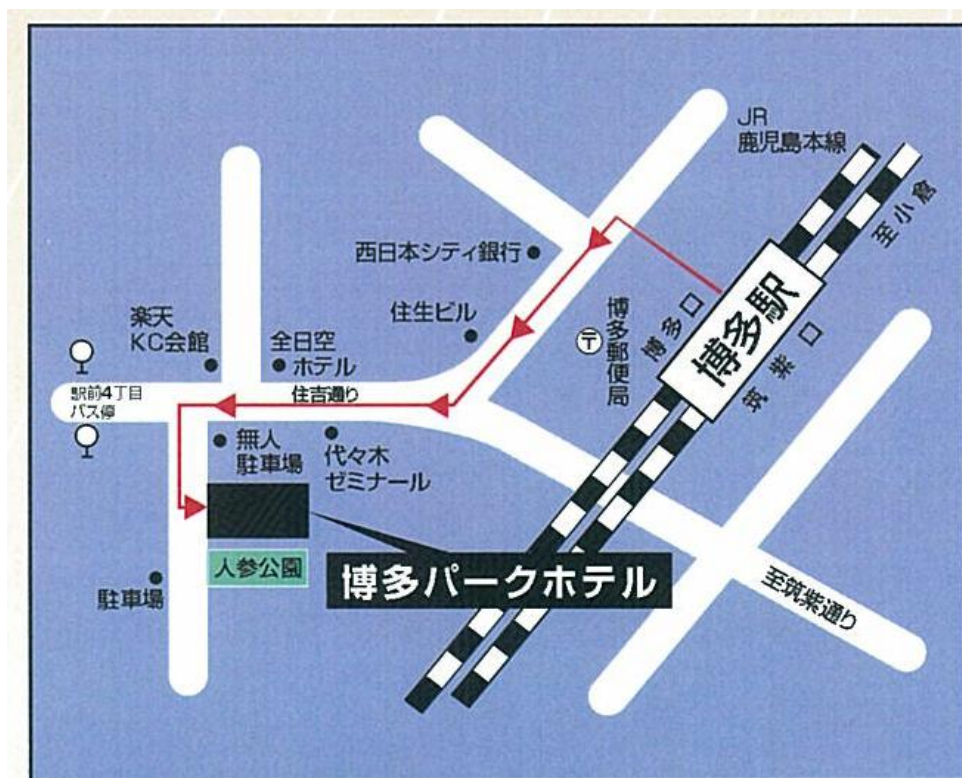 JR
鹿児島本線
至小倉
西日本シティ銀行
博多駅
博多口
筑紫口
〒
博多郵便局
住生ビル
楽天
KC会館
全日空
ホテル
駅前4丁目
バス停
住吉通り
無人
駐車場
代々木
ゼミナール
人参公園
博多パークホテル
駐車場
至筑紫通り